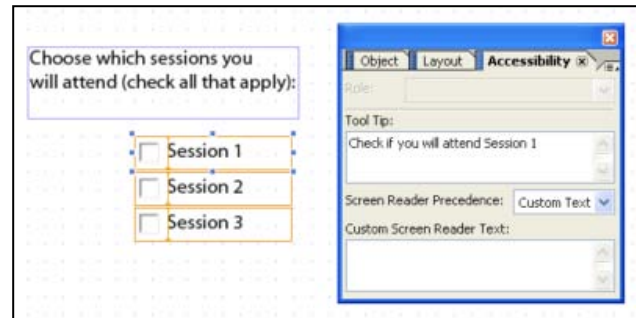 Choose which sessions you
will attend (check all that apply):
Session 1
Session 2
Session 3
Object Layout Accessibility
Role:
Tool Tip:
Check if you will attend Session 1
Screen Reader Precedence: Custom Text
Custom Screen Reader Text: